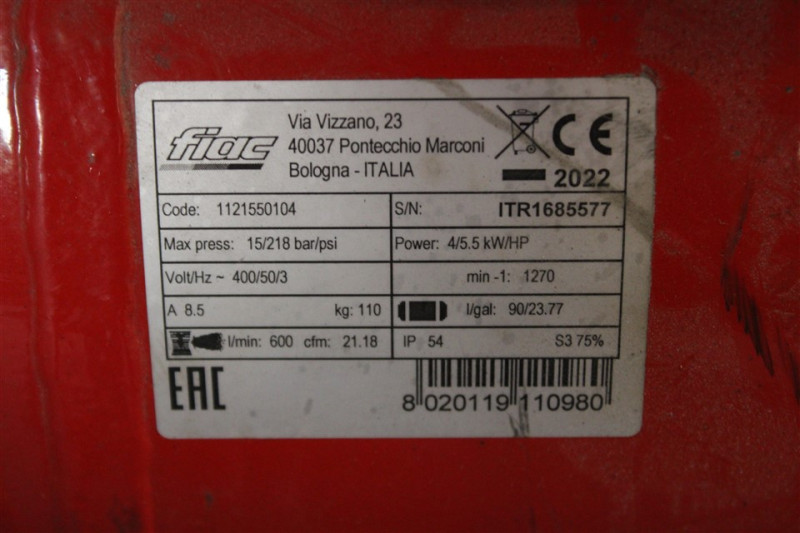 fiac
Via Vizzano, 23
40037 Pontecchio Marconi
Bologna - ITALIA
CE
2022
Code: 1121550104
S/N: ITR1685577
Max press: 15/218 bar/psi
Power: 4/5.5 kW/HP
Volt/Hz ~ 400/50/3
min -1: 1270
A 8.5 kg: 110
l/gal: 90/23.77
l/min: 600 cfm: 21.18
IP 54 S3 75%
EAC
8 020119 110980